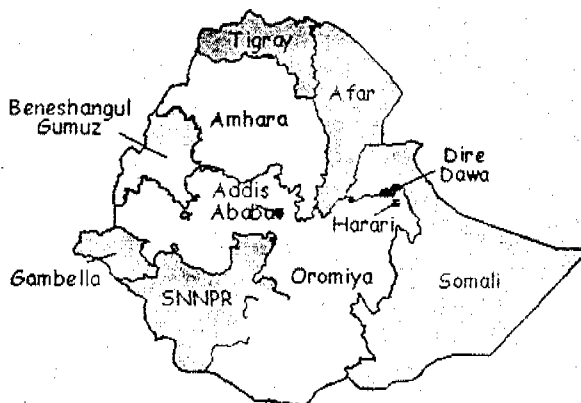 Tigray
Afar
Beneshangul
Gumuz
Amhara
Dire
Dawa
Addis
Ababa
Harari
Gambella
SNNPR
Oromiya
Somali